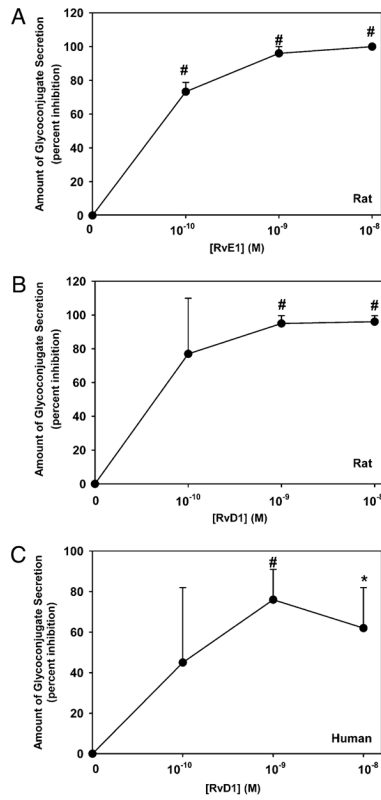 A
Amount of Glycoconjugate Secretion
(percent inhibition)
120
100
80
60
40
20
0
#
#
#
Rat
0
10⁻¹⁰
10⁻⁹
10⁻⁸
[RvE1] (M)
B
Amount of Glycoconjugate Secretion
(percent inhibition)
120
100
80
60
40
20
0
#
#
Rat
0
10⁻¹⁰
10⁻⁹
10⁻⁸
[RvD1] (M)
C
Amount of Glycoconjugate Secretion
(percent inhibition)
100
80
60
40
20
0
#
*
Human
0
10⁻¹⁰
10⁻⁹
10⁻⁸
[RvD1] (M)